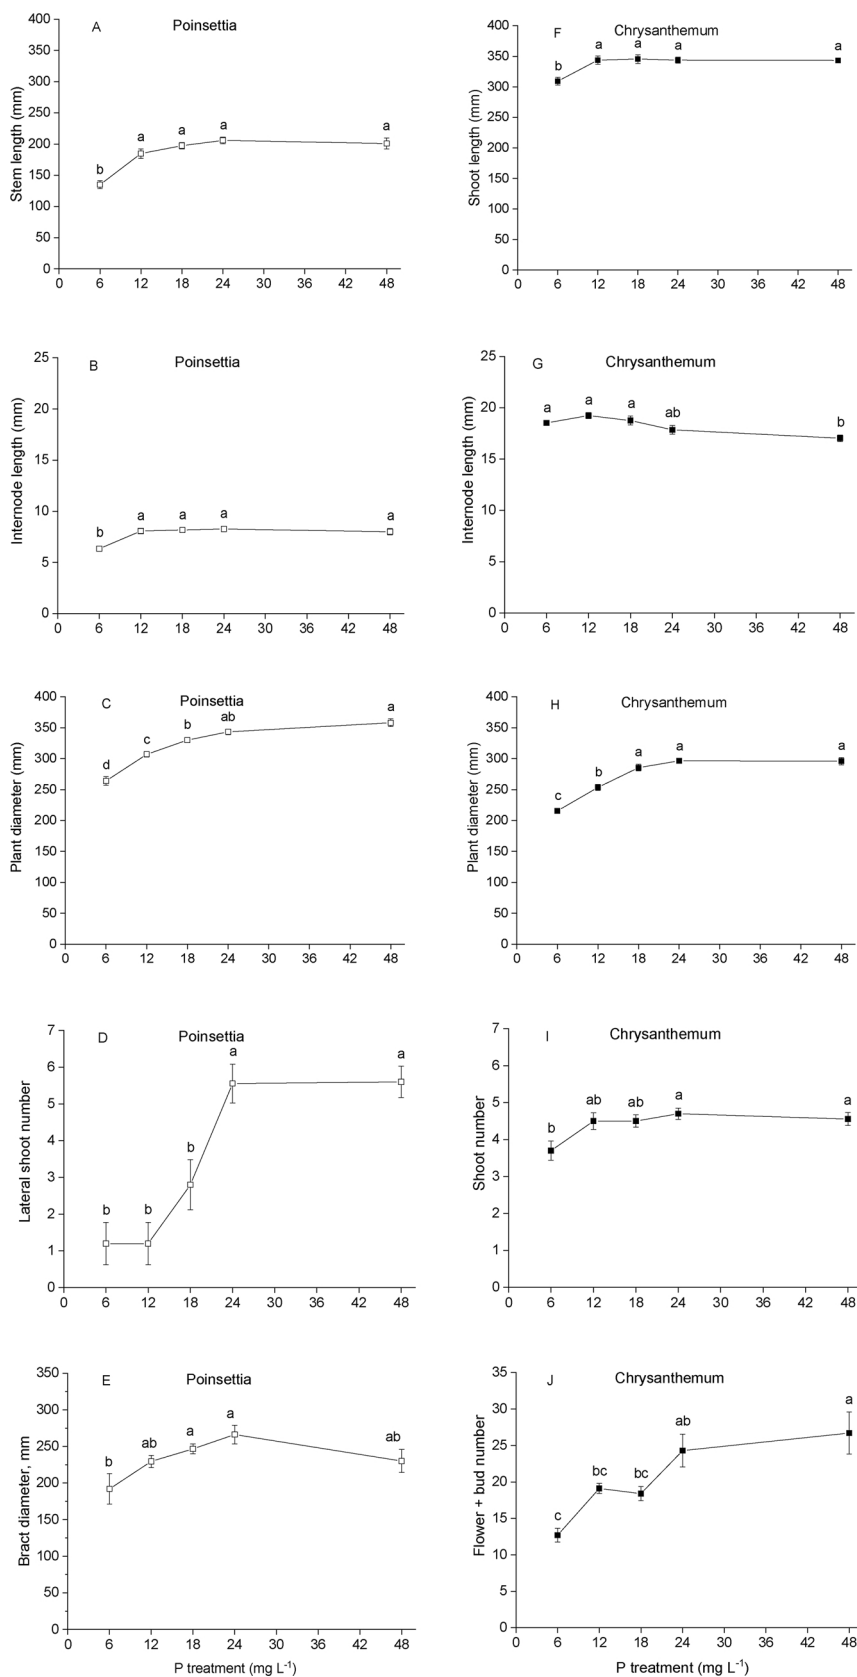 A Poinsettia
Stem length (mm)
400
350
300
250
200
150
100
50
0
b a a a a
0 6 12 18 24 30 36 42 48
F Chrysanthemum
Shoot length (mm)
400
350
300
250
200
150
100
50
0
b a a a a
0 6 12 18 24 30 36 42 48
B Poinsettia
Internode length (mm)
25
20
15
10
5
0
b a a a a
0 6 12 18 24 30 36 42 48
G Chrysanthemum
Internode length (mm)
25
20
15
10
5
0
a a a ab b
0 6 12 18 24 30 36 42 48
C Poinsettia
Plant diameter (mm)
400
350
300
250
200
150
100
50
0
d c b ab a
0 6 12 18 24 30 36 42 48
H Chrysanthemum
Plant diameter (mm)
400
350
300
250
200
150
100
50
0
c b a a a
0 6 12 18 24 30 36 42 48
D Poinsettia
Lateral shoot number
7
6
5
4
3
2
1
0
b b b a a
0 6 12 18 24 30 36 42 48
I Chrysanthemum
Shoot number
7
6
5
4
3
2
1
0
b ab ab a a
0 6 12 18 24 30 36 42 48
E Poinsettia
Bract diameter, mm
350
300
250
200
150
100
50
0
b ab a a ab
0 6 12 18 24 30 36 42 48
P treatment (mg L⁻¹)
J Chrysanthemum
Flower + bud number
35
30
25
20
15
10
5
0
c bc bc ab a
0 6 12 18 24 30 36 42 48
P treatment (mg L⁻¹)